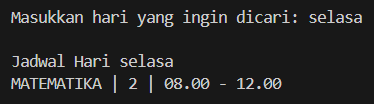 Masukkan hari yang ingin dicari: selasa
Jadwal Hari selasa
MATEMATIKA | 2 | 08.00 - 12.00